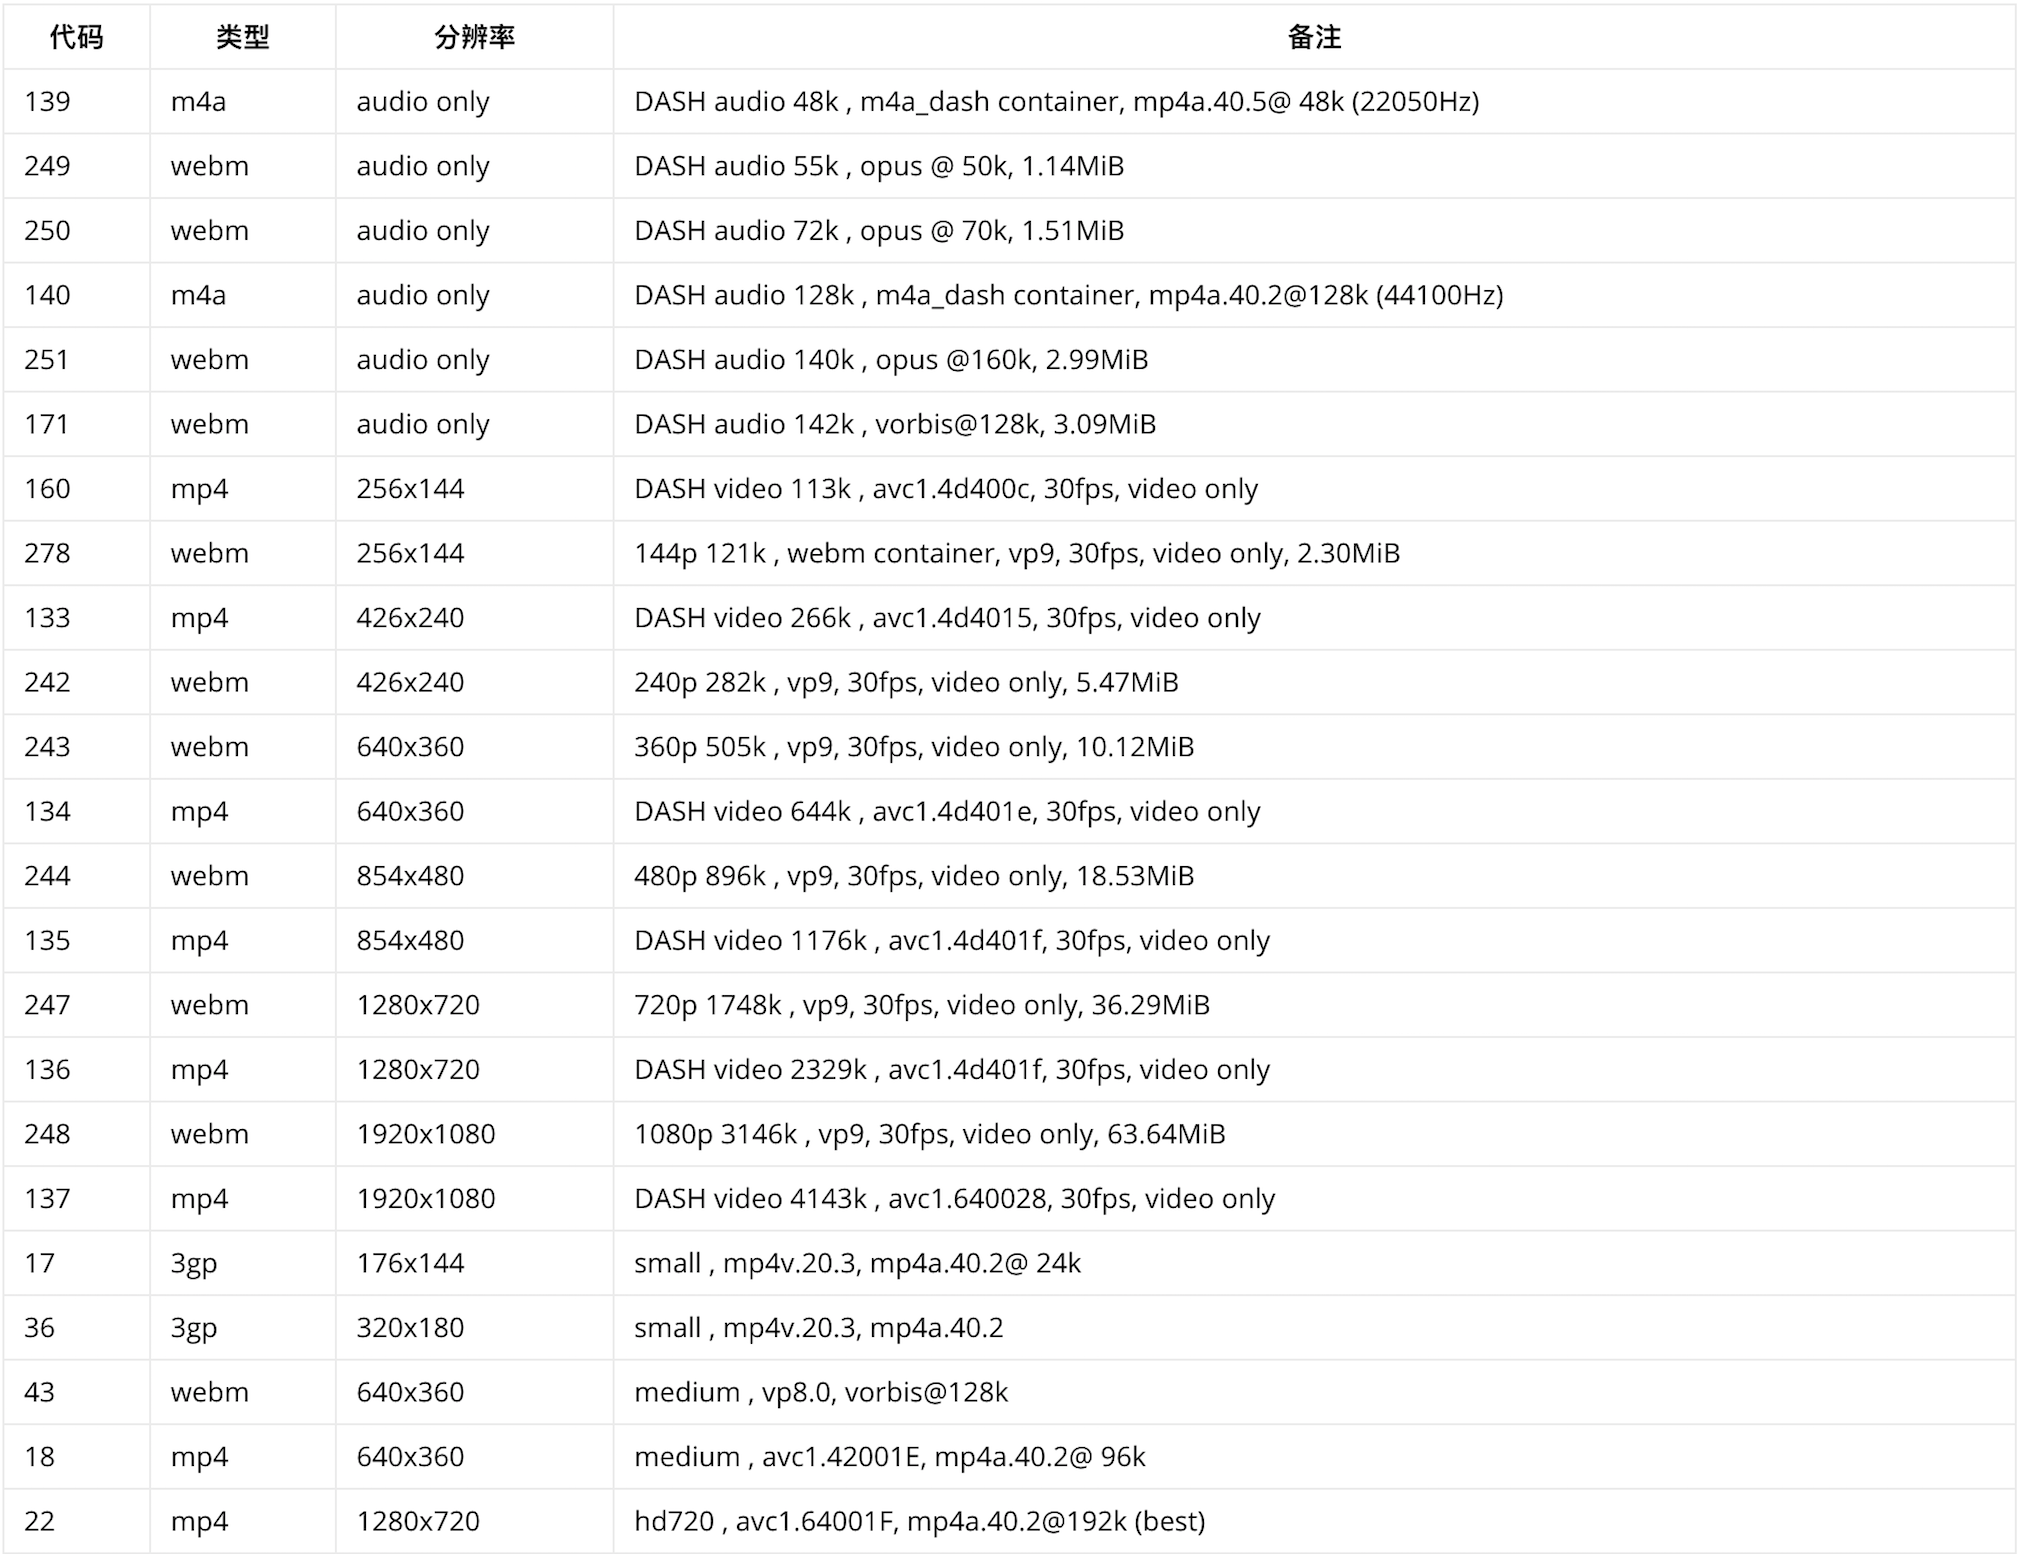 代码 类型 分辨率 备注
139 m4a audio only DASH audio 48k , m4a_dash container, mp4a.40.5@ 48k (22050Hz)
249 webm audio only DASH audio 55k , opus @ 50k, 1.14MiB
250 webm audio only DASH audio 72k , opus @ 70k, 1.51MiB
140 m4a audio only DASH audio 128k , m4a_dash container, mp4a.40.2@128k (44100Hz)
251 webm audio only DASH audio 140k , opus @160k, 2.99MiB
171 webm audio only DASH audio 142k , vorbis@128k, 3.09MiB
160 mp4 256x144 DASH video 113k , avc1.4d400c, 30fps, video only
278 webm 256x144 144p 121k , webm container, vp9, 30fps, video only, 2.30MiB
133 mp4 426x240 DASH video 266k , avc1.4d4015, 30fps, video only
242 webm 426x240 240p 282k , vp9, 30fps, video only, 5.47MiB
243 webm 640x360 360p 505k , vp9, 30fps, video only, 10.12MiB
134 mp4 640x360 DASH video 644k , avc1.4d401e, 30fps, video only
244 webm 854x480 480p 896k , vp9, 30fps, video only, 18.53MiB
135 mp4 854x480 DASH video 1176k , avc1.4d401f, 30fps, video only
247 webm 1280x720 720p 1748k , vp9, 30fps, video only, 36.29MiB
136 mp4 1280x720 DASH video 2329k , avc1.4d401f, 30fps, video only
248 webm 1920x1080 1080p 3146k , vp9, 30fps, video only, 63.64MiB
137 mp4 1920x1080 DASH video 4143k , avc1.640028, 30fps, video only
17 3gp 176x144 small , mp4v.20.3, mp4a.40.2@ 24k
36 3gp 320x180 small , mp4v.20.3, mp4a.40.2
43 webm 640x360 medium , vp8.0, vorbis@128k
18 mp4 640x360 medium , avc1.42001E, mp4a.40.2@ 96k
22 mp4 1280x720 hd720 , avc1.64001F, mp4a.40.2@192k (best)